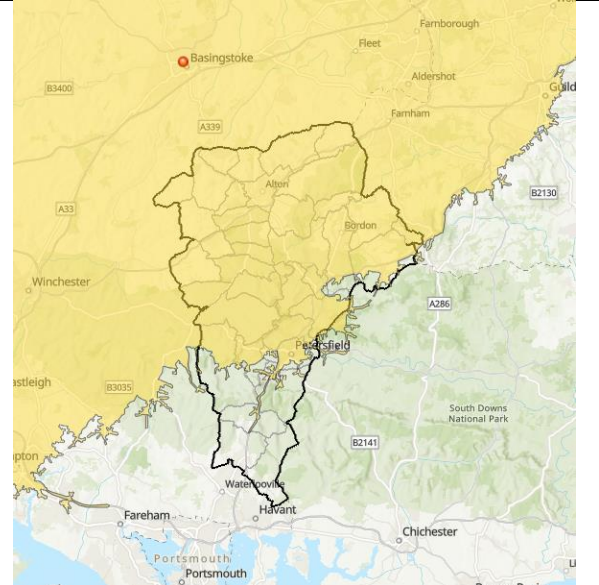 Farnborough
Fleet
Basingstoke
Aldershot
B3400
Guild
Farnham
A339
Alton
B2130
A33
Bordon
Winchester
A286
Petersfield
astleigh
B3035
South Downs
National Park
B2141
pton
Waterlooville
Fareham
Havant
Chichester
Portsmouth
Portsmouth